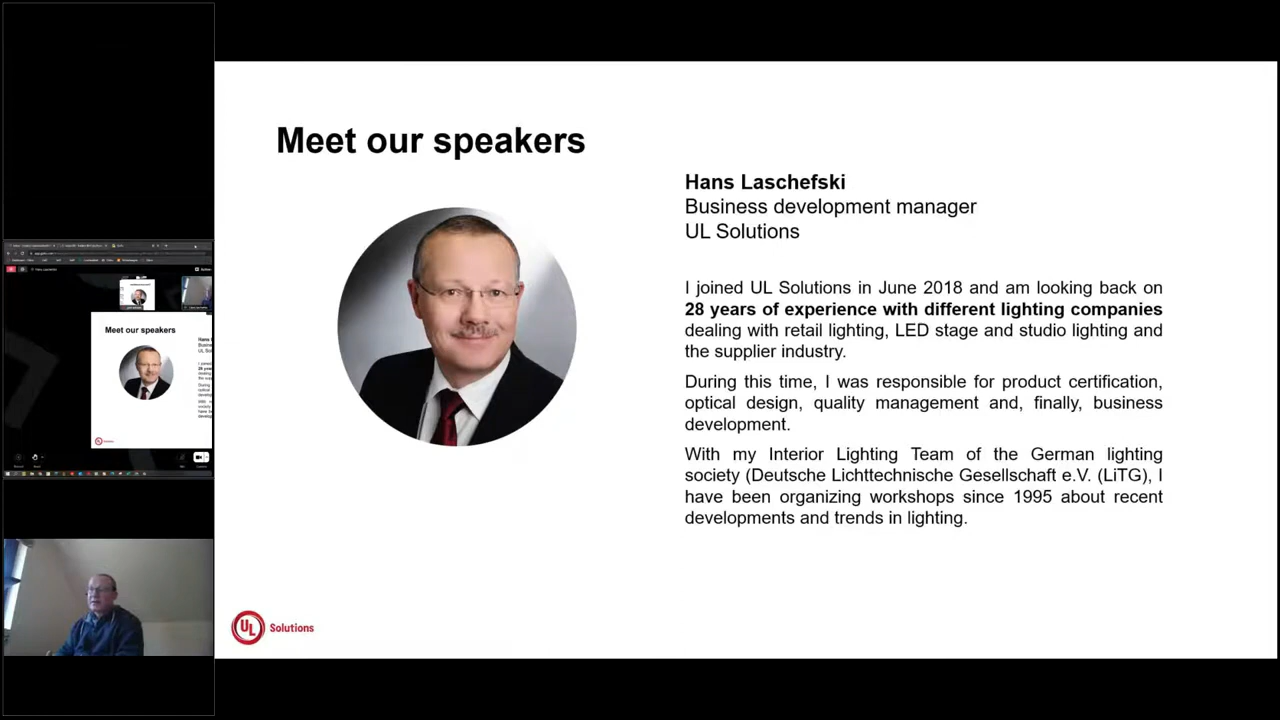 Meet our speakers
Hans Laschefski
Business development manager
UL Solutions
I joined UL Solutions in June 2018 and am looking back on
28 years of experience with different lighting companies
dealing with retail lighting, LED stage and studio lighting and
the supplier industry.
During this time, I was responsible for product certification,
optical design, quality management and, finally, business
development.
With my Interior Lighting Team of the German lighting
society (Deutsche Lichttechnische Gesellschaft e.V. (LiTG), I
have been organizing workshops since 1995 about recent
developments and trends in lighting.
UL Solutions
Meet our speakers